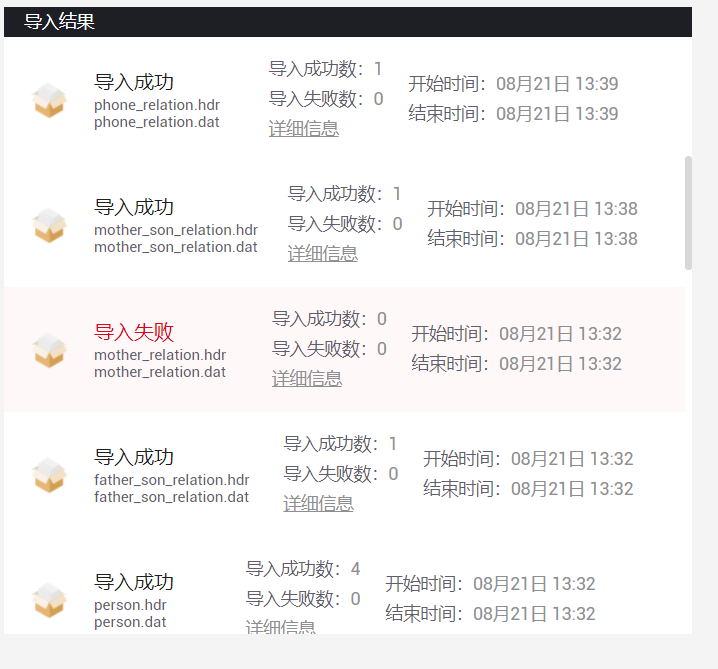 导入结果
导入成功
phone_relation.hdr
phone_relation.dat
导入成功数：1
导入失败数：0
详细信息
开始时间：08月21日 13:39
结束时间：08月21日 13:39
导入成功
mother_son_relation.hdr
mother_son_relation.dat
导入成功数：1
导入失败数：0
详细信息
开始时间：08月21日 13:38
结束时间：08月21日 13:38
导入失败
mother_relation.hdr
mother_relation.dat
导入成功数：0
导入失败数：0
详细信息
开始时间：08月21日 13:32
结束时间：08月21日 13:32
导入成功
father_son_relation.hdr
father_son_relation.dat
导入成功数：1
导入失败数：0
详细信息
开始时间：08月21日 13:32
结束时间：08月21日 13:32
导入成功
person.hdr
person.dat
导入成功数：4
导入失败数：0
详细信息
开始时间：08月21日 13:32
结束时间：08月21日 13:32